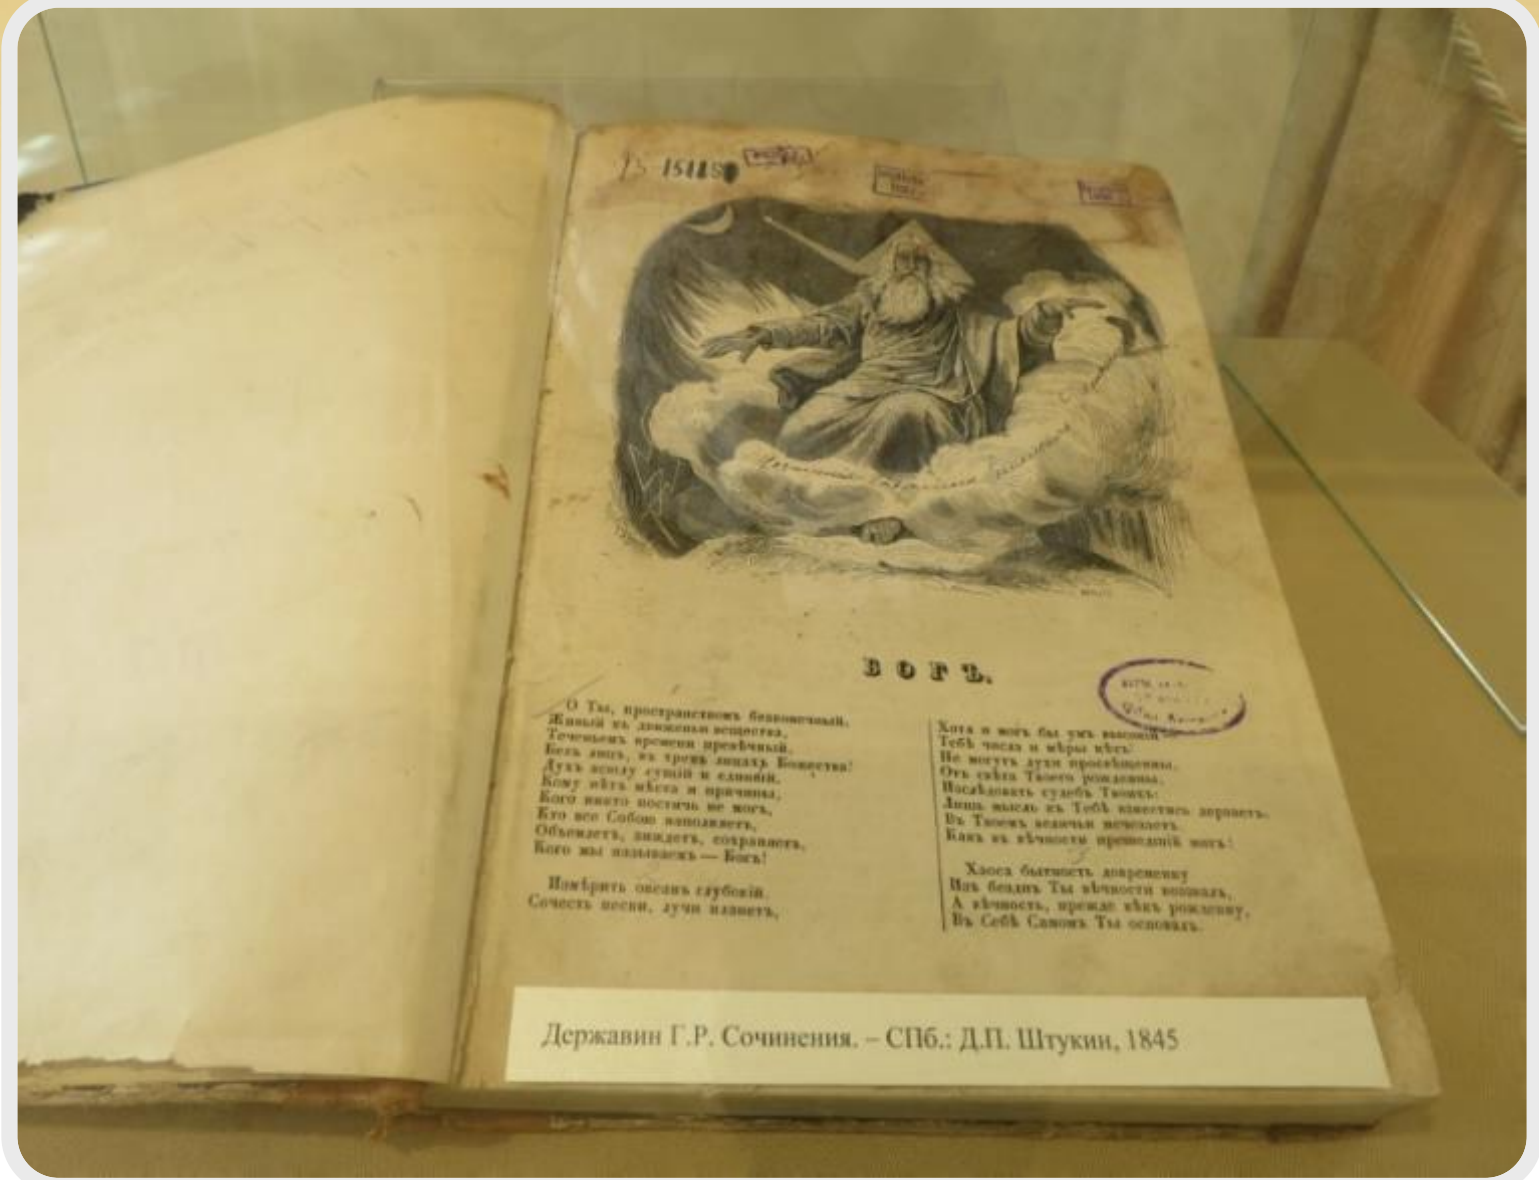 15118
БОГЪ.
О Ты, пространствомъ безконечный,
Живый въ движеньи вещества,
Теченьемъ времени превѣчный,
Безъ лицъ, въ трехъ лицахъ Божества!
Духъ всюду сущій и единый,
Кому нѣтъ мѣста и причины,
Кого никто постичь не могъ,
Кто все Собою наполняетъ,
Объемлетъ, зиждетъ, сохраняетъ,
Кого мы называемъ — Богъ!
Измѣрить океанъ глубокій,
Сочесть пески, лучи планетъ,
Хотя и могъ бы умъ высокій
Тебѣ числа и мѣры нѣтъ!
Не могутъ духи просвѣщенны,
Отъ свѣта Твоего рожденны,
Изслѣдовать судебъ Твоихъ:
Лишь мысль къ Тебѣ взнестись дерзаетъ,
Въ Твоемъ величьи исчезаетъ
Какъ въ вѣчности прошедшій мигъ!
Хаоса бытность довременну
Изъ безднъ Ты вѣчности воззвалъ,
А вѣчность, прежде вѣкъ рожденну,
Въ Себѣ Самомъ Ты основалъ.
Державин Г.Р. Сочинения. – СПб.: Д.П. Штукин, 1845